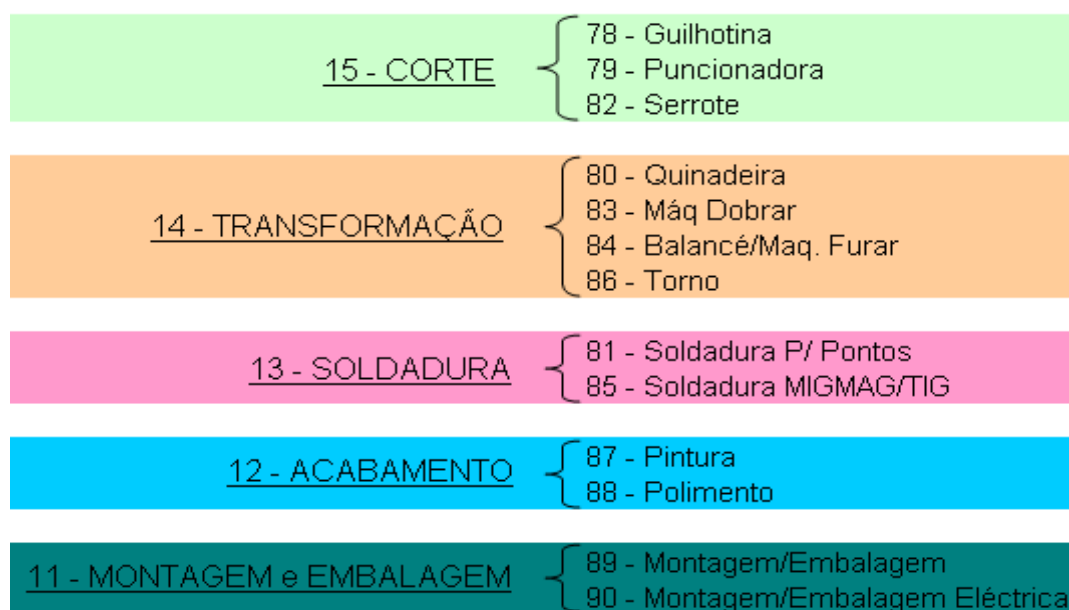 15 - CORTE
78 - Guilhotina
79 - Puncionadora
82 - Serrote
14 - TRANSFORMAÇÃO
80 - Quinadeira
83 - Máq Dobrar
84 - Balancé/Maq. Furar
86 - Torno
13 - SOLDADURA
81 - Soldadura P/ Pontos
85 - Soldadura MIGMAG/TIG
12 - ACABAMENTO
87 - Pintura
88 - Polimento
11 - MONTAGEM e EMBALAGEM
89 - Montagem/Embalagem
90 - Montagem/Embalagem Eléctrica